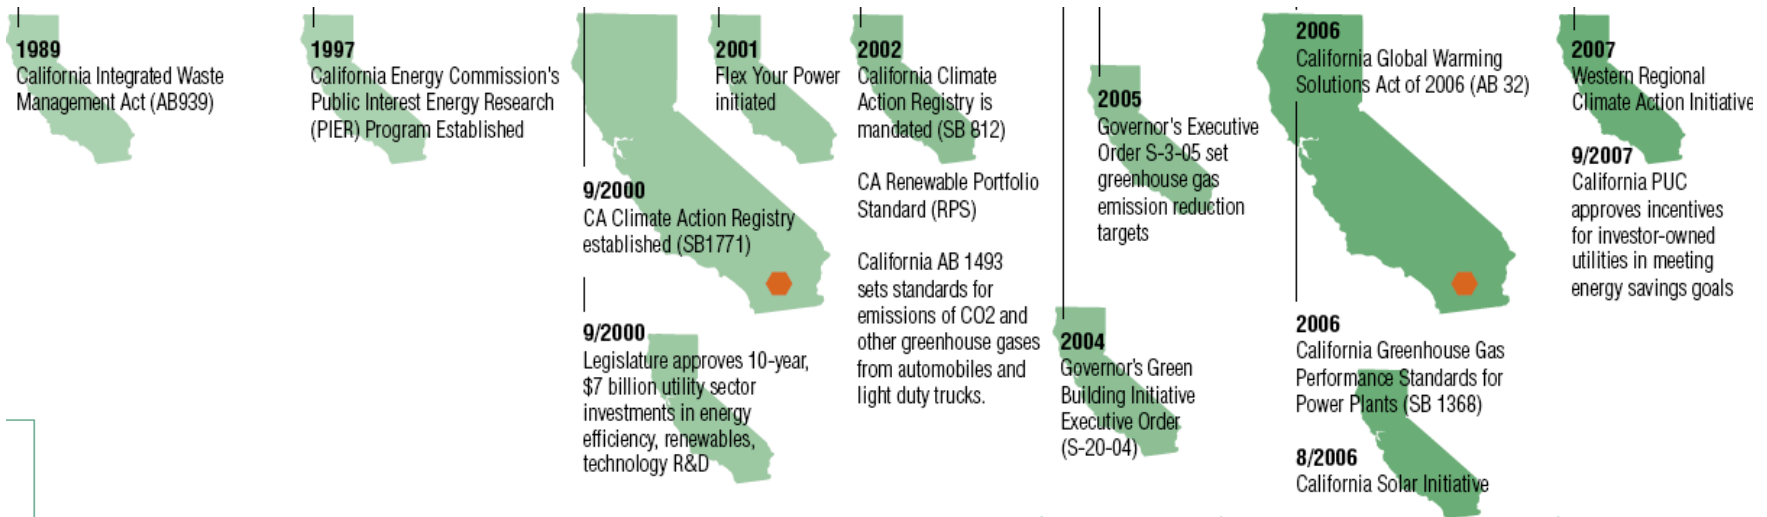 1989
California Integrated Waste
Management Act (AB939)
1997
California Energy Commission's
Public Interest Energy Research
(PIER) Program Established
9/2000
CA Climate Action Registry
established (SB1771)
9/2000
Legislature approves 10-year,
$7 billion utility sector
investments in energy
efficiency, renewables,
technology R&D
2001
Flex Your Power
initiated
2002
California Climate
Action Registry is
mandated (SB 812)
CA Renewable Portfolio
Standard (RPS)
California AB 1493
sets standards for
emissions of CO2 and
other greenhouse gases
from automobiles and
light duty trucks.
2004
Governor's Green
Building Initiative
Executive Order
(S-20-04)
2005
Governor's Executive
Order S-3-05 set
greenhouse gas
emission reduction
targets
2006
California Global Warming
Solutions Act of 2006 (AB 32)
2006
California Greenhouse Gas
Performance Standards for
Power Plants (SB 1368)
8/2006
California Solar Initiative
2007
Western Regional
Climate Action Initiative
9/2007
California PUC
approves incentives
for investor-owned
utilities in meeting
energy savings goals